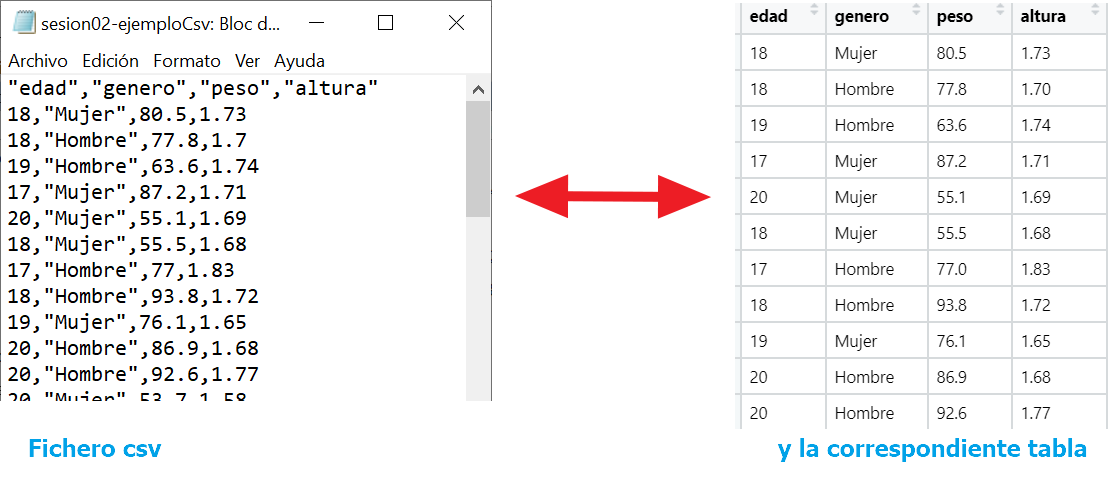 sesion02-ejemploCsv: Bloc d...
Archivo Edición Formato Ver Ayuda
"edad","genero","peso","altura"
18,"Mujer",80.5,1.73
18,"Hombre",77.8,1.7
19,"Hombre",63.6,1.74
17,"Mujer",87.2,1.71
20,"Mujer",55.1,1.69
18,"Mujer",55.5,1.68
17,"Hombre",77,1.83
18,"Hombre",93.8,1.72
19,"Mujer",76.1,1.65
20,"Hombre",86.9,1.68
20,"Hombre",92.6,1.77
20,"Mujer",53.7,1.58
Fichero csv
edad genero peso altura
18 Mujer 80.5 1.73
18 Hombre 77.8 1.70
19 Hombre 63.6 1.74
17 Mujer 87.2 1.71
20 Mujer 55.1 1.69
18 Mujer 55.5 1.68
17 Hombre 77.0 1.83
18 Hombre 93.8 1.72
19 Mujer 76.1 1.65
20 Hombre 86.9 1.68
20 Hombre 92.6 1.77
y la correspondiente tabla